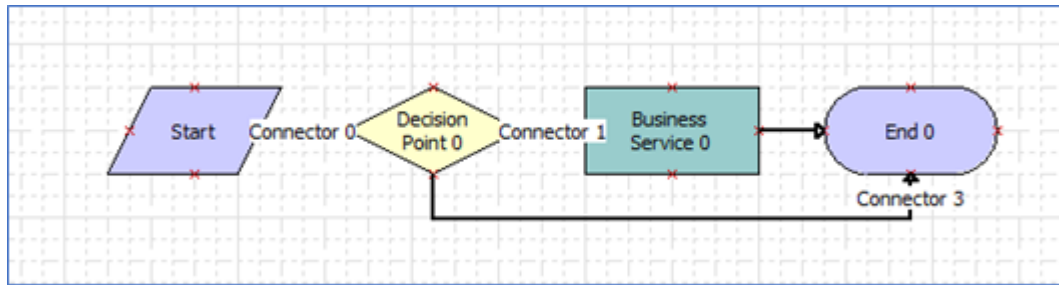 Start
Connector 0
Decision
Point 0
Connector 1
Business
Service 0
End 0
Connector 3